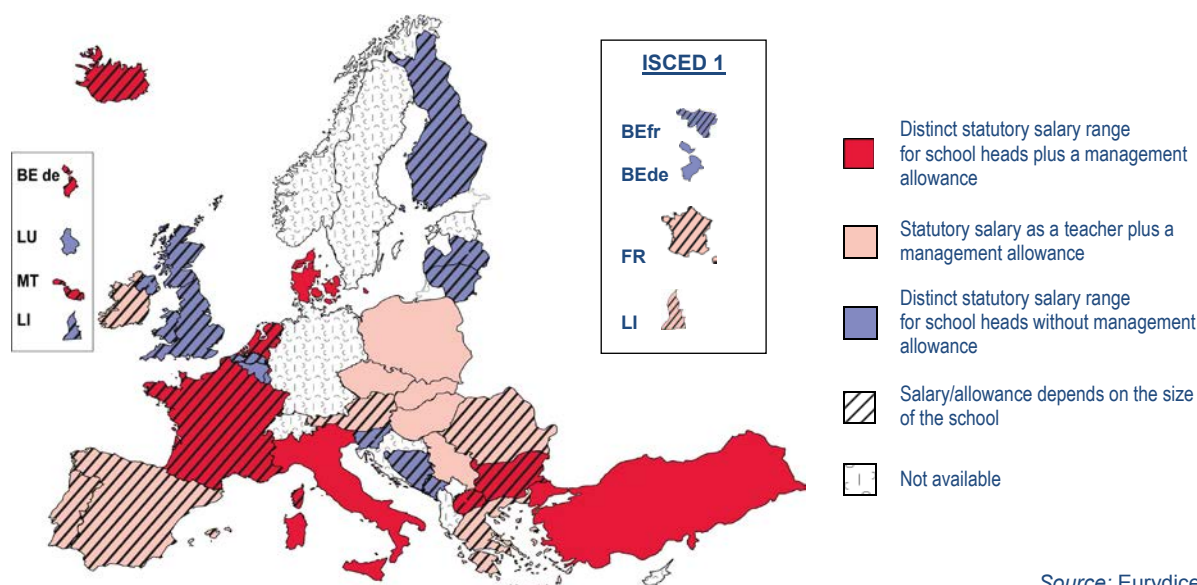 BE de
LU
MT
LI
ISCED 1
BEfr
BEde
FR
LI
Distinct statutory salary range
for school heads plus a management
allowance
Statutory salary as a teacher plus a
management allowance
Distinct statutory salary range
for school heads without management
allowance
Salary/allowance depends on the size
of the school
Not available
Source: Eurydice